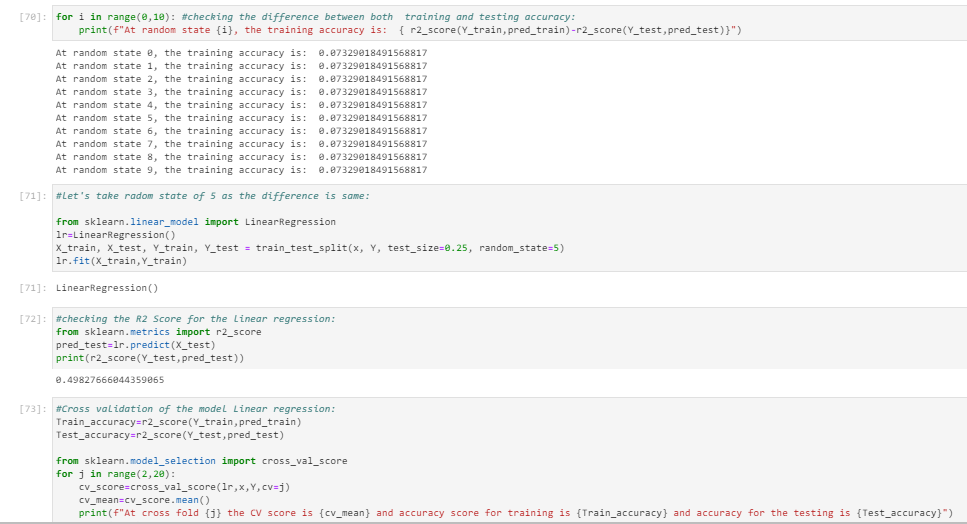 [70]: for i in range(0,10): #checking the difference between both  training and testing accuracy:
    print(f"At random state {i}, the training accuracy is:  { r2_score(Y_train,pred_train)-r2_score(Y_test,pred_test)}")
At random state 0, the training accuracy is:  0.07329018491568817
At random state 1, the training accuracy is:  0.07329018491568817
At random state 2, the training accuracy is:  0.07329018491568817
At random state 3, the training accuracy is:  0.07329018491568817
At random state 4, the training accuracy is:  0.07329018491568817
At random state 5, the training accuracy is:  0.07329018491568817
At random state 6, the training accuracy is:  0.07329018491568817
At random state 7, the training accuracy is:  0.07329018491568817
At random state 8, the training accuracy is:  0.07329018491568817
At random state 9, the training accuracy is:  0.07329018491568817
[71]: #Let's take radom state of 5 as the difference is same:
from sklearn.linear_model import LinearRegression
lr=LinearRegression()
X_train, X_test, Y_train, Y_test = train_test_split(x, Y, test_size=0.25, random_state=5)
lr.fit(X_train,Y_train)
[71]: LinearRegression()
[72]: #checking the R2 Score for the Linear regression:
from sklearn.metrics import r2_score
pred_test=lr.predict(X_test)
print(r2_score(Y_test,pred_test))
0.49827666044359065
[73]: #Cross validation of the model Linear regression:
Train_accuracy=r2_score(Y_train,pred_train)
Test_accuracy=r2_score(Y_test,pred_test)
from sklearn.model_selection import cross_val_score
for j in range(2,20):
    cv_score=cross_val_score(lr,x,Y,cv=j)
    cv_mean=cv_score.mean()
    print(f"At cross fold {j} the CV score is {cv_mean} and accuracy score for training is {Train_accuracy} and accuracy for the testing is {Test_accuracy}")